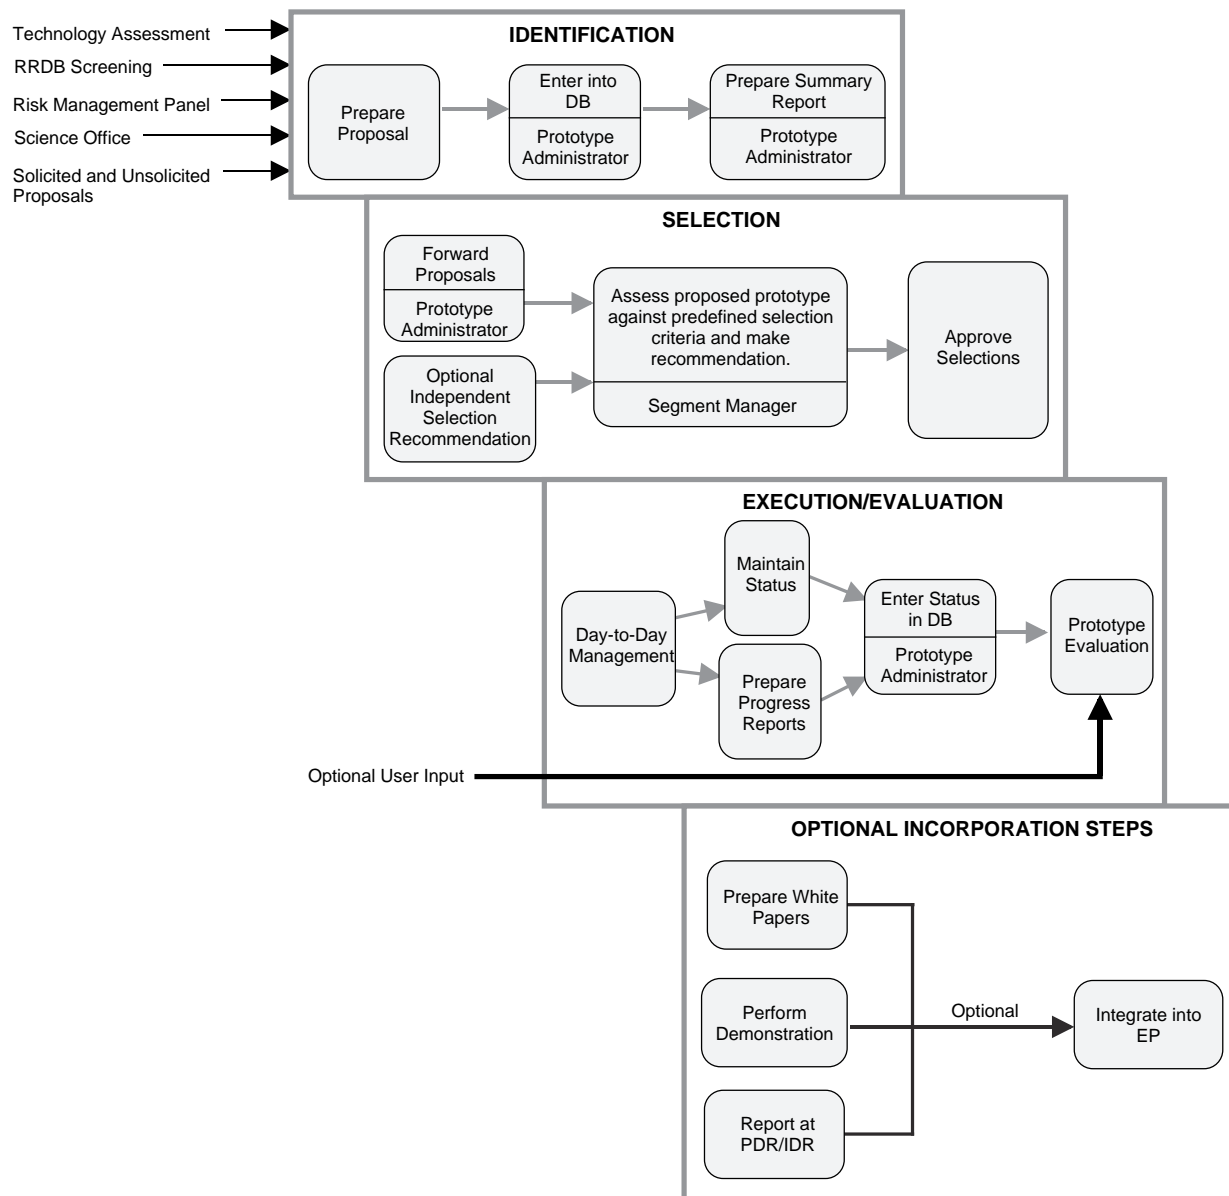 Technology Assessment
RRDB Screening
Risk Management Panel
Science Office
Solicited and Unsolicited
Proposals
IDENTIFICATION
Prepare
Proposal
Enter into
DB
Prototype
Administrator
Prepare Summary
Report
Prototype
Administrator
SELECTION
Forward
Proposals
Prototype
Administrator
Optional
Independent
Selection
Recommendation
Assess proposed prototype
against predefined selection
criteria and make
recommendation.
Segment Manager
Approve
Selections
EXECUTION/EVALUATION
Day-to-Day
Management
Maintain
Status
Prepare
Progress
Reports
Enter Status
in DB
Prototype
Administrator
Prototype
Evaluation
Optional User Input
OPTIONAL INCORPORATION STEPS
Prepare White
Papers
Perform
Demonstration
Report at
PDR/IDR
Optional
Integrate into
EP